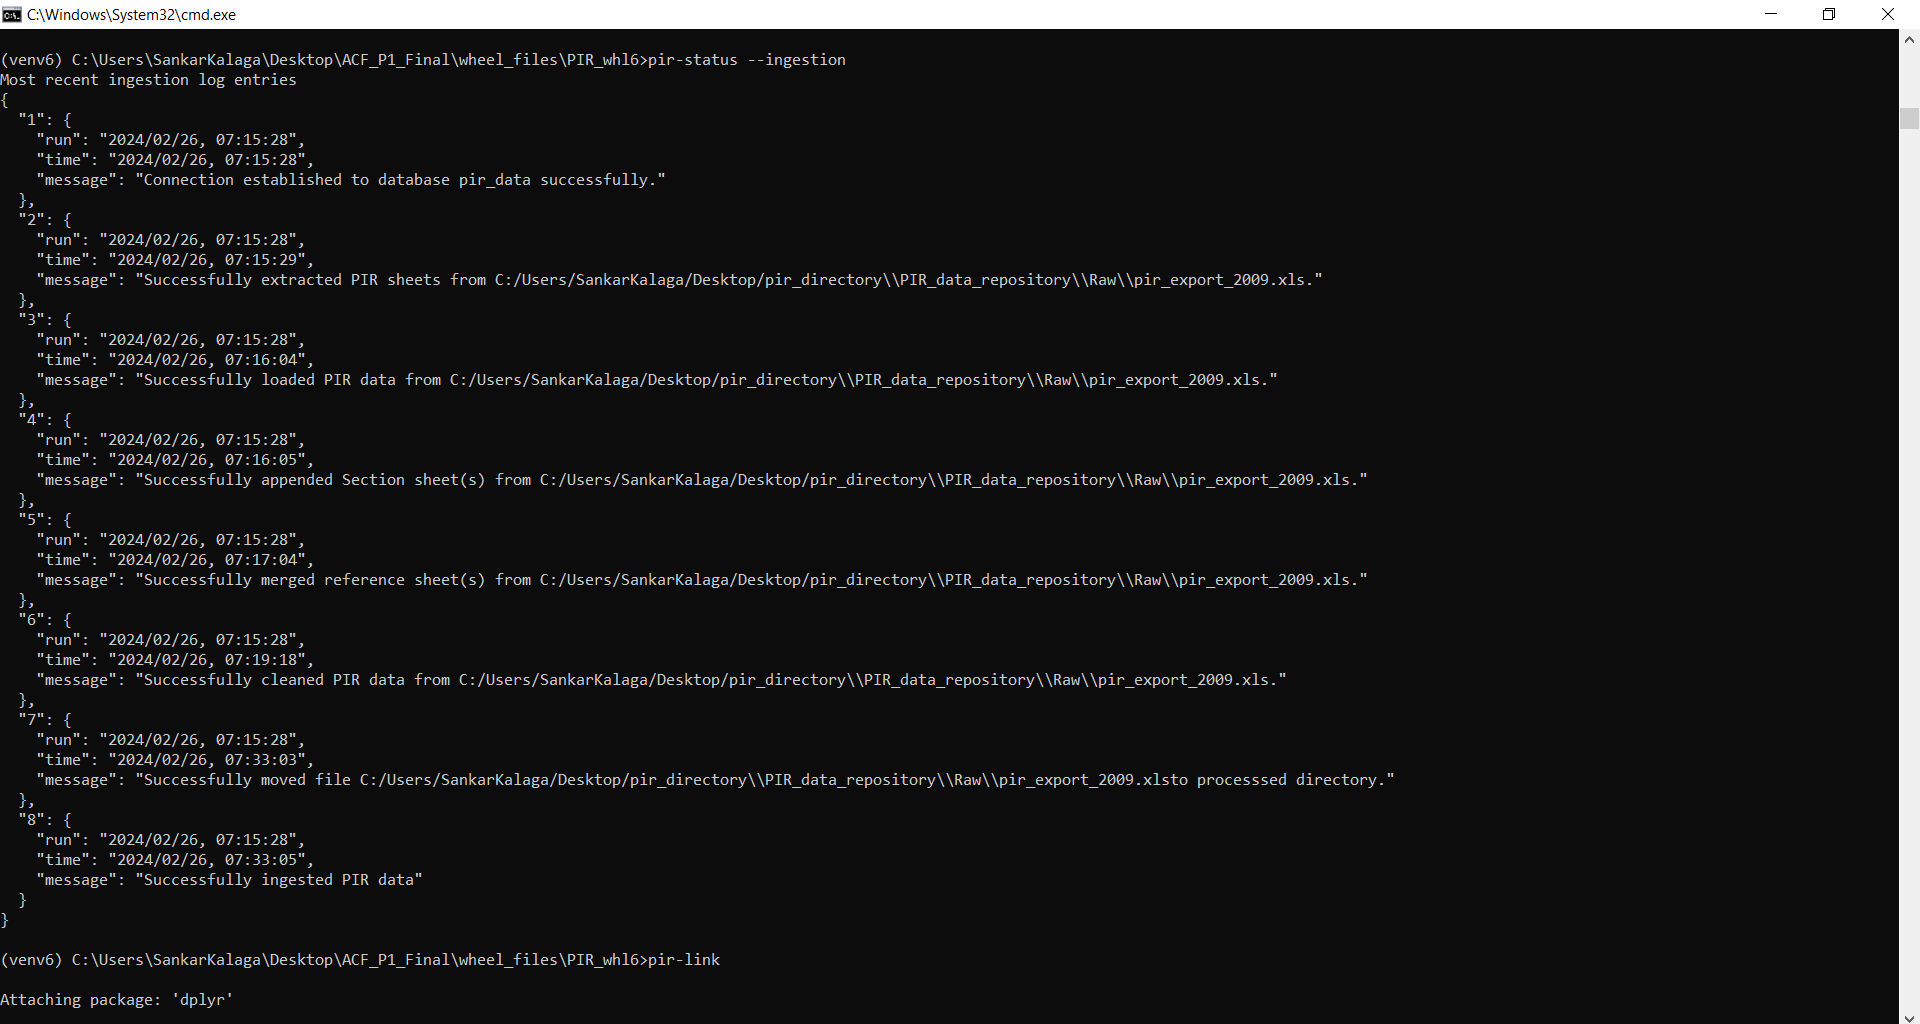 C:\Windows\System32\cmd.exe
(venv6) C:\Users\SankarKalaga\Desktop\ACF_P1_Final\wheel_files\PIR_whl6>pir-status --ingestion
Most recent ingestion log entries
{
  "1": {
    "run": "2024/02/26, 07:15:28",
    "time": "2024/02/26, 07:15:28",
    "message": "Connection established to database pir_data successfully."
  },
  "2": {
    "run": "2024/02/26, 07:15:28",
    "time": "2024/02/26, 07:15:29",
    "message": "Successfully extracted PIR sheets from C:/Users/SankarKalaga/Desktop/pir_directory\\PIR_data_repository\\Raw\\pir_export_2009.xls."
  },
  "3": {
    "run": "2024/02/26, 07:15:28",
    "time": "2024/02/26, 07:16:04",
    "message": "Successfully loaded PIR data from C:/Users/SankarKalaga/Desktop/pir_directory\\PIR_data_repository\\Raw\\pir_export_2009.xls."
  },
  "4": {
    "run": "2024/02/26, 07:15:28",
    "time": "2024/02/26, 07:16:05",
    "message": "Successfully appended Section sheet(s) from C:/Users/SankarKalaga/Desktop/pir_directory\\PIR_data_repository\\Raw\\pir_export_2009.xls."
  },
  "5": {
    "run": "2024/02/26, 07:15:28",
    "time": "2024/02/26, 07:17:04",
    "message": "Successfully merged reference sheet(s) from C:/Users/SankarKalaga/Desktop/pir_directory\\PIR_data_repository\\Raw\\pir_export_2009.xls."
  },
  "6": {
    "run": "2024/02/26, 07:15:28",
    "time": "2024/02/26, 07:19:18",
    "message": "Successfully cleaned PIR data from C:/Users/SankarKalaga/Desktop/pir_directory\\PIR_data_repository\\Raw\\pir_export_2009.xls."
  },
  "7": {
    "run": "2024/02/26, 07:15:28",
    "time": "2024/02/26, 07:33:03",
    "message": "Successfully moved file C:/Users/SankarKalaga/Desktop/pir_directory\\PIR_data_repository\\Raw\\pir_export_2009.xlsto processsed directory."
  },
  "8": {
    "run": "2024/02/26, 07:15:28",
    "time": "2024/02/26, 07:33:05",
    "message": "Successfully ingested PIR data"
  }
}
(venv6) C:\Users\SankarKalaga\Desktop\ACF_P1_Final\wheel_files\PIR_whl6>pir-link
Attaching package: 'dplyr'